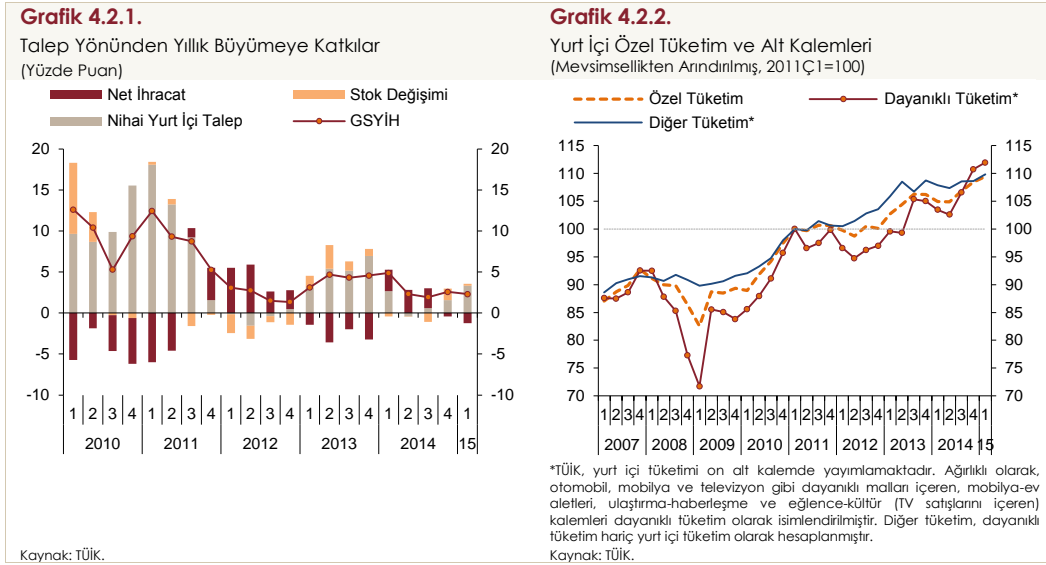 Grafik 4.2.1.
Talep Yönünden Yıllık Büyümeye Katkılar
(Yüzde Puan)
Net İhracat
Stok Değişimi
Nihai Yurt İçi Talep
GSYİH
20 20
15 15
10 10
5 5
0 0
-5 -5
-10 -10
1 2 3 4 1 2 3 4 1 2 3 4 1 2 3 4 1 2 3 4 1
2010 2011 2012 2013 2014 15
Kaynak: TÜİK.
Grafik 4.2.2.
Yurt İçi Özel Tüketim ve Alt Kalemleri
(Mevsimsellikten Arındırılmış, 2011Ç1=100)
Özel Tüketim
Dayanıklı Tüketim*
Diğer Tüketim*
115 115
110 110
105 105
100 100
95 95
90 90
85 85
80 80
75 75
70 70
1 2 3 4 1 2 3 4 1 2 3 4 1 2 3 4 1 2 3 4 1 2 3 4 1 2 3 4 1 2 3 4 1
2007 2008 2009 2010 2011 2012 2013 2014 15
*TÜİK, yurt içi tüketimi on alt kalemde yayımlamaktadır. Ağırlıklı olarak,
otomobil, mobilya ve televizyon gibi dayanıklı malları içeren, mobilya-ev
aletleri, ulaştırma-haberleşme ve eğlence-kültür (TV satışlarını içeren)
kalemleri dayanıklı tüketim olarak isimlendirilmiştir. Diğer tüketim, dayanıklı
tüketim hariç yurt içi tüketim olarak hesaplanmıştır.
Kaynak: TÜİK.